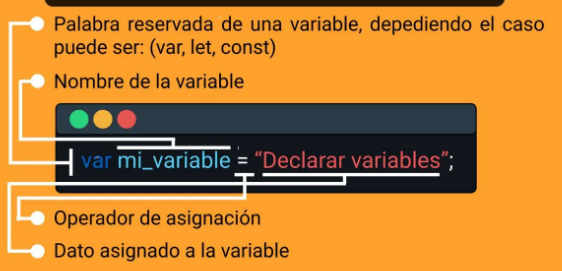 Palabra reservada de una variable, depediendo el caso
puede ser: (var, let, const)
Nombre de la variable
var mi_variable = “Declarar variables”;
Operador de asignación
Dato asignado a la variable